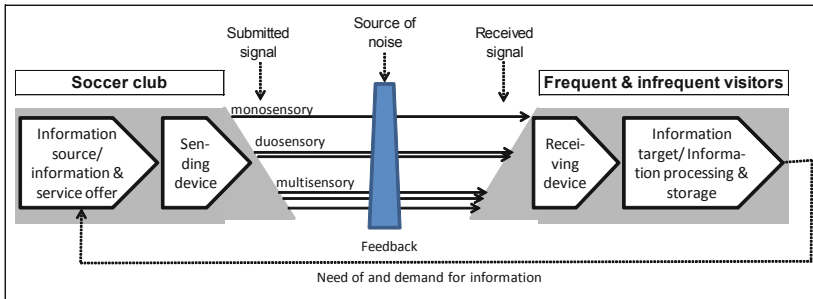 Submitted
signal
Source of
noise
Received
signal
Soccer club
Frequent & infrequent visitors
monosensory
duosensory
multisensory
Information
source/
information &
service offer
Sen-
ding
device
Recei-
ving
device
Information
target/ Informa-
tion processing &
storage
Feedback
Need of and demand for information